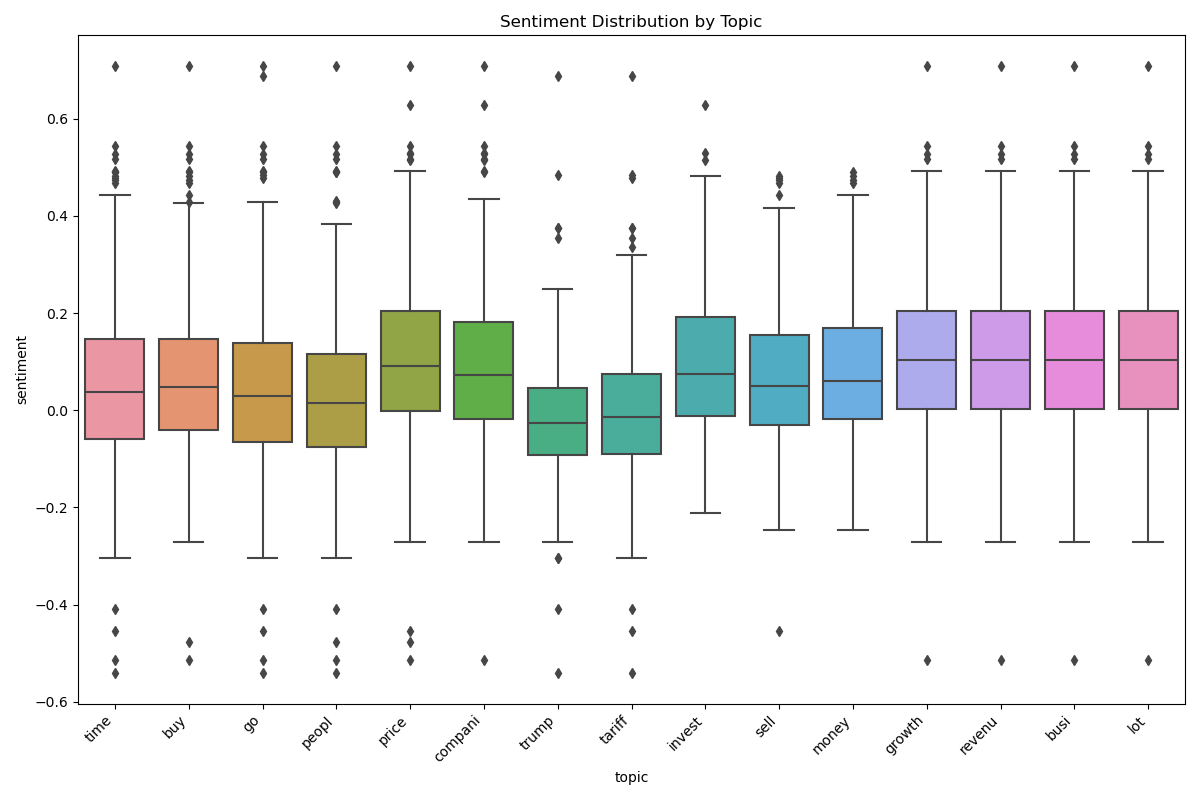 Sentiment Distribution by Topic
sentiment
0.6
0.4
0.2
0.0
−0.2
−0.4
−0.6
time
buy
go
peopl
price
compani
trump
tariff
invest
sell
money
growth
revenu
busi
lot
topic